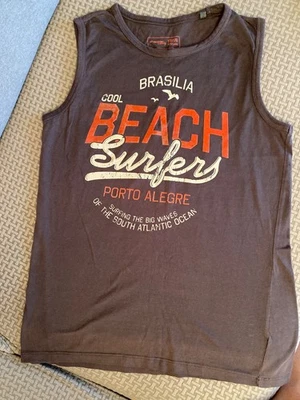 BRASILIA
COOL
BEACH
Surfers
PORTO ALEGRE
SURFING THE BIG WAVES
OF THE SOUTH ATLANTIC OCEAN